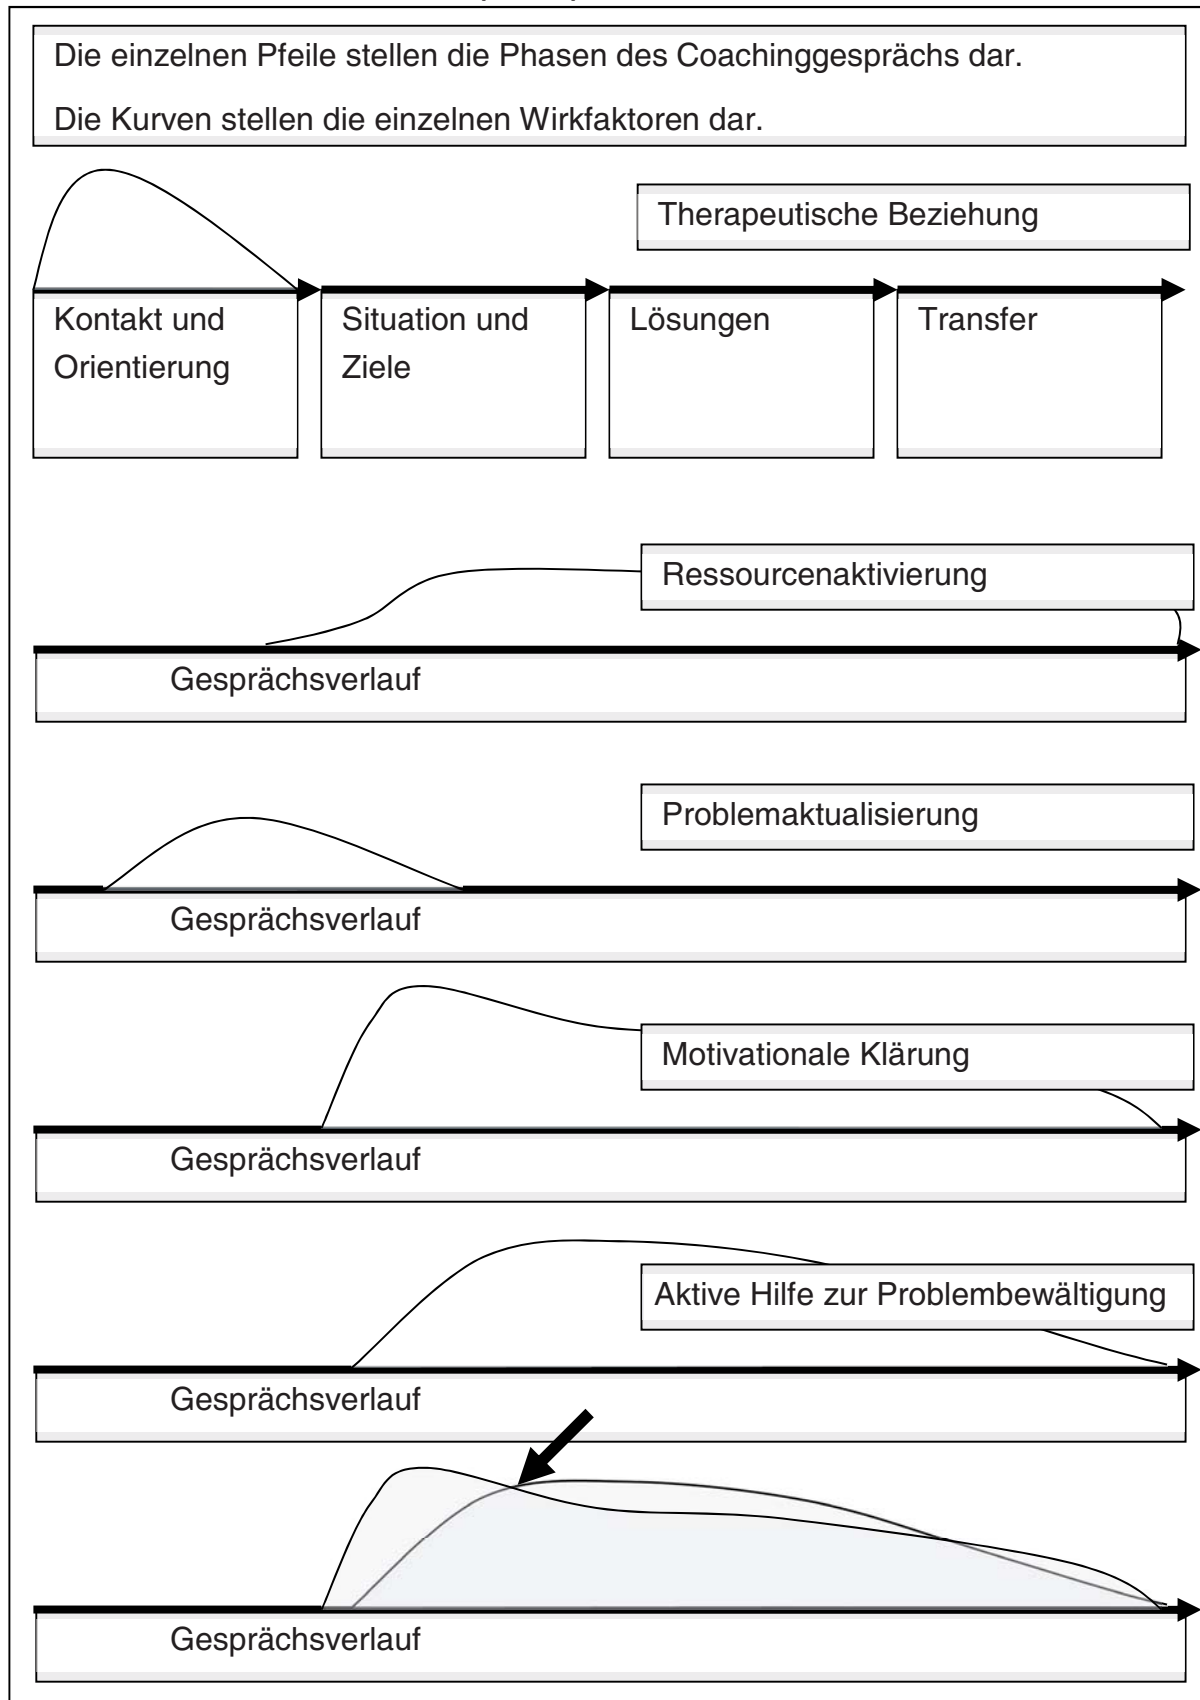 Die einzelnen Pfeile stellen die Phasen des Coachinggesprächs dar.
Die Kurven stellen die einzelnen Wirkfaktoren dar.
Therapeutische Beziehung
Kontakt und
Orientierung
Situation und
Ziele
Lösungen
Transfer
Ressourcenaktivierung
Gesprächsverlauf
Problemaktualisierung
Gesprächsverlauf
Motivationale Klärung
Gesprächsverlauf
Aktive Hilfe zur Problembewältigung
Gesprächsverlauf
Gesprächsverlauf